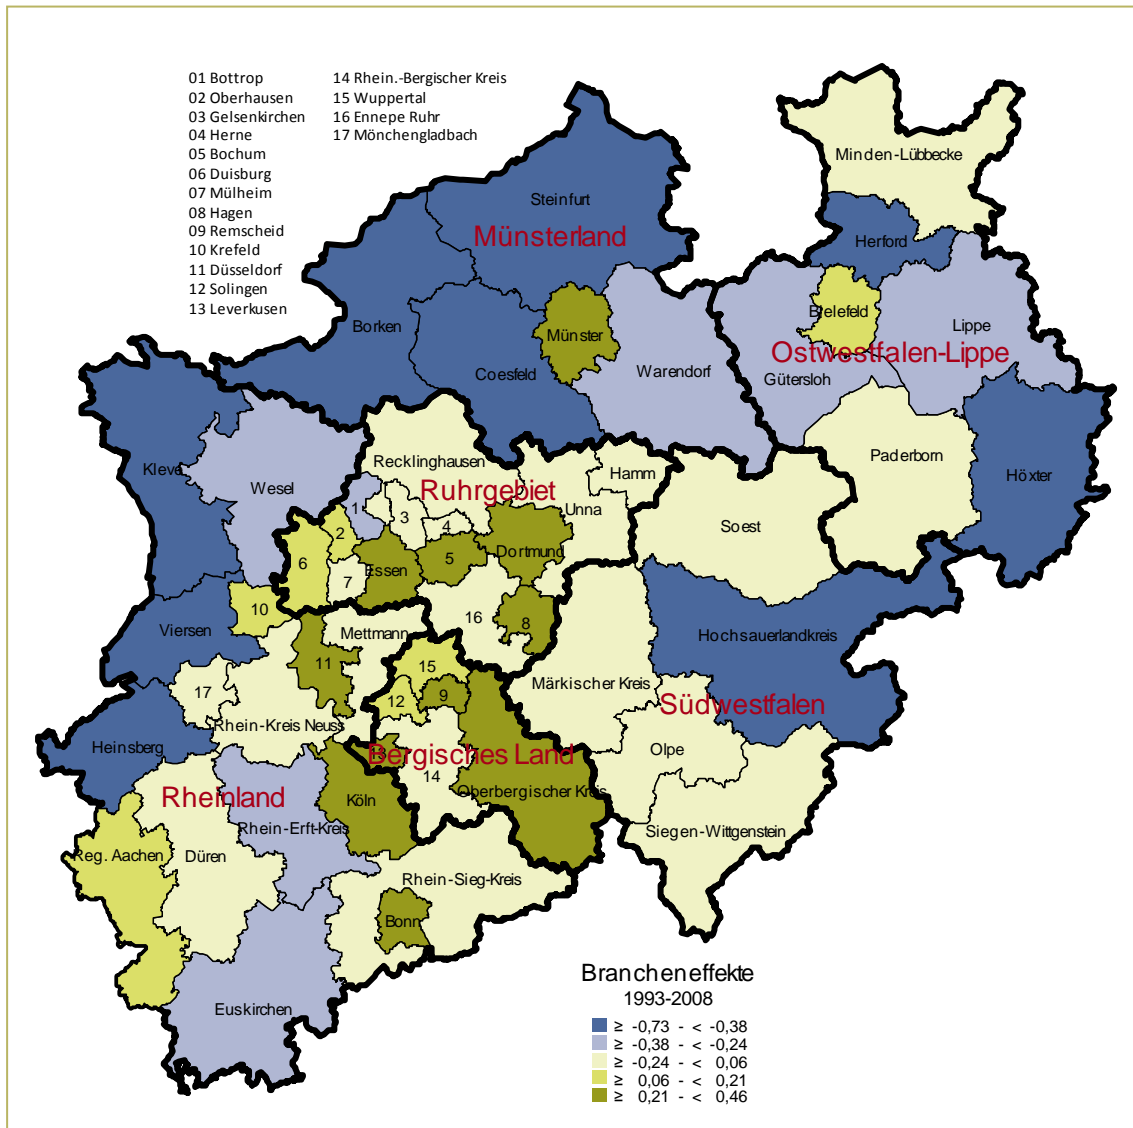 01 Bottrop
02 Oberhausen
03 Gelsenkirchen
04 Herne
05 Bochum
06 Duisburg
07 Mülheim
08 Hagen
09 Remscheid
10 Krefeld
11 Düsseldorf
12 Solingen
13 Leverkusen
14 Rhein.-Bergischer Kreis
15 Wuppertal
16 Ennepe Ruhr
17 Mönchengladbach
Minden-Lübbecke
Steinfurt
Münsterland
Herford
Borken
Münster
Bielefeld
Lippe
Ostwestfalen-Lippe
Coesfeld
Warendorf
Gütersloh
Kleve
Wesel
Recklinghausen
Hamm
Paderborn
Höxter
Ruhrgebiet
Unna
Soest
1
3
4
2
5
Dortmund
6
7
Essen
10
16
8
Viersen
Mettmann
Hochsauerlandkreis
11
15
17
12
9
Märkischer Kreis
Südwestfalen
Rhein-Kreis Neuss
Heinsberg
Bergisches Land
13
14
Olpe
Rheinland
Köln
Oberbergischer Kreis
Rhein-Erft-Kreis
Siegen-Wittgenstein
Reg. Aachen
Düren
Rhein-Sieg-Kreis
Bonn
Euskirchen
Brancheneffekte
1993-2008
≥ -0,73 - < -0,38
≥ -0,38 - < -0,24
≥ -0,24 - < 0,06
≥ 0,06 - < 0,21
≥ 0,21 - < 0,46